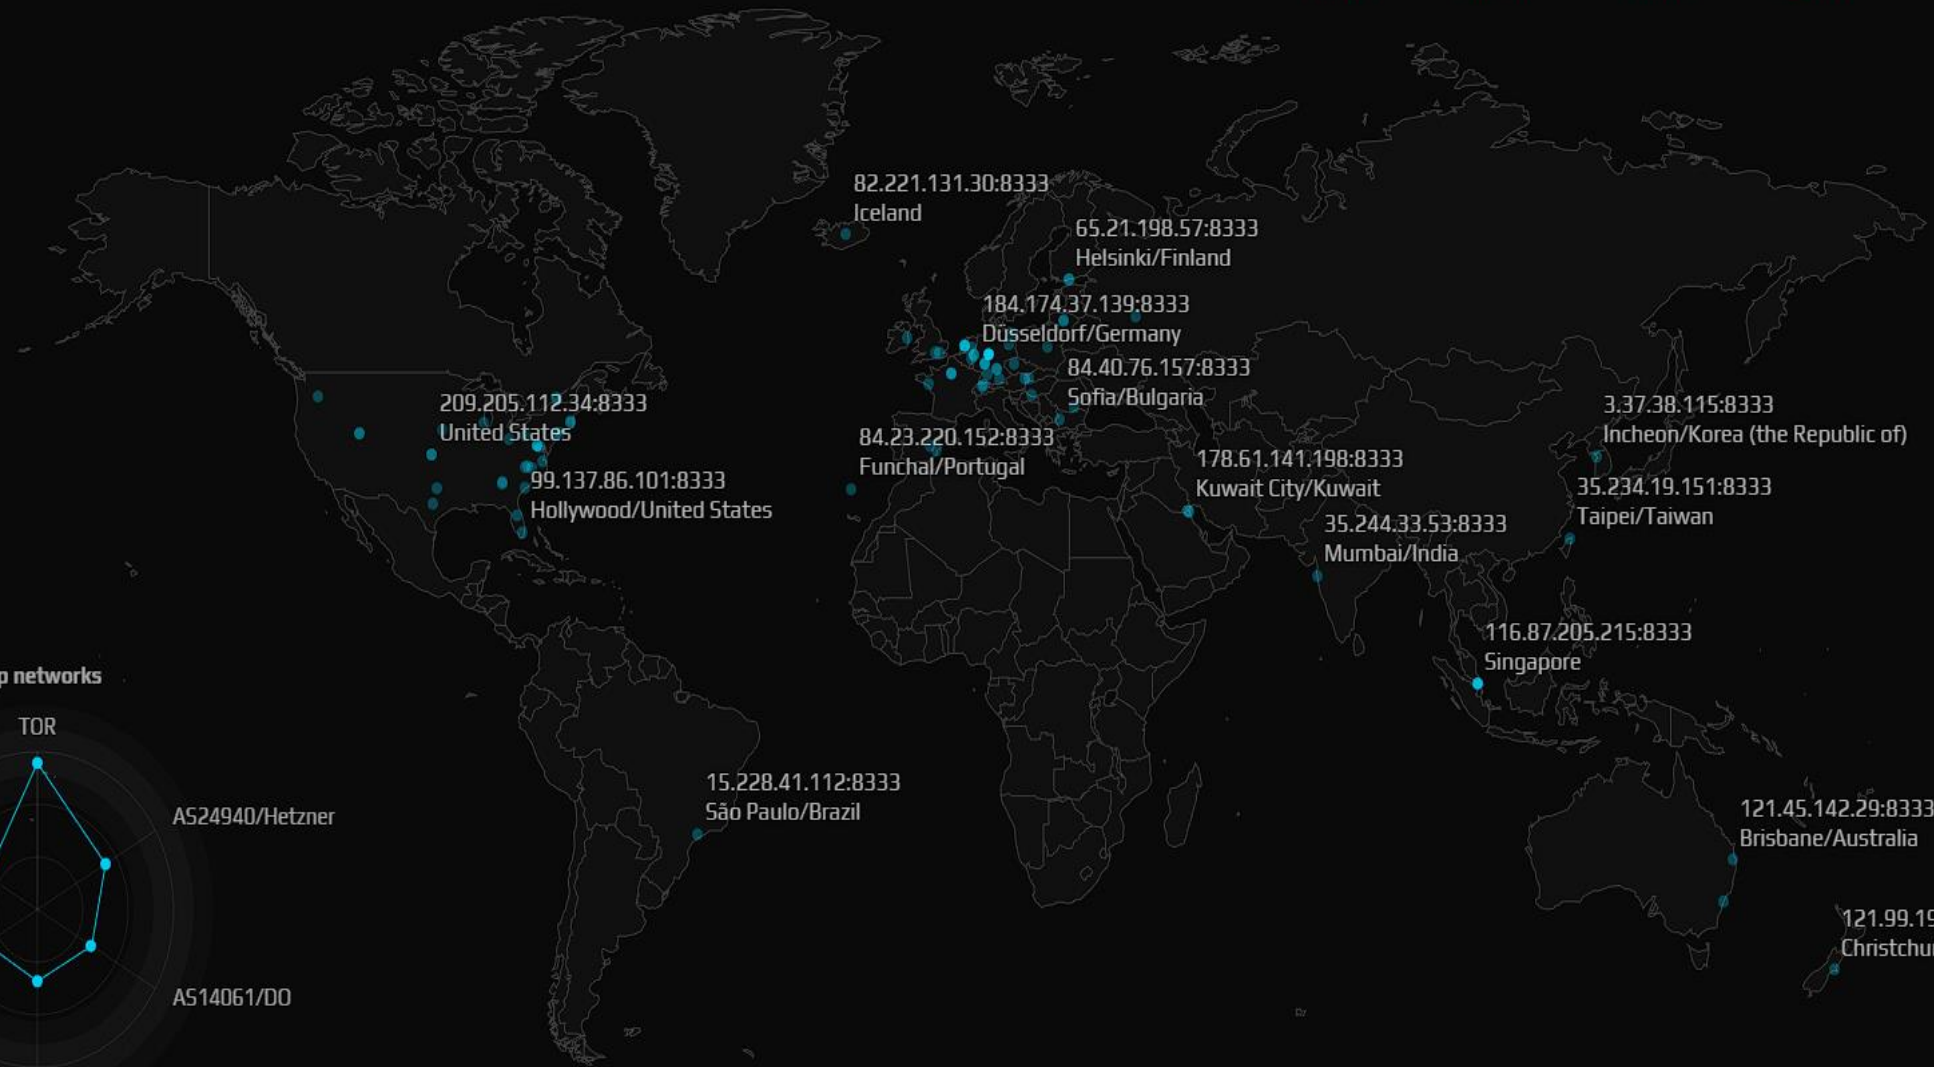 82.221.131.30:8333
Iceland
65.21.198.57:8333
Helsinki/Finland
184.174.37.139:8333
Düsseldorf/Germany
84.40.76.157:8333
Sofia/Bulgaria
209.205.112.34:8333
United States
3.37.38.115:8333
Incheon/Korea (the Republic of)
84.23.220.152:8333
Funchal/Portugal
178.61.141.198:8333
Kuwait City/Kuwait
99.137.86.101:8333
Hollywood/United States
35.234.19.151:8333
Taipei/Taiwan
35.244.33.53:8333
Mumbai/India
116.87.205.215:8333
Singapore
p networks
TOR
15.228.41.112:8333
São Paulo/Brazil
AS24940/Hetzner
121.45.142.29:8333
Brisbane/Australia
121.99.19
Christchu
AS14061/DO